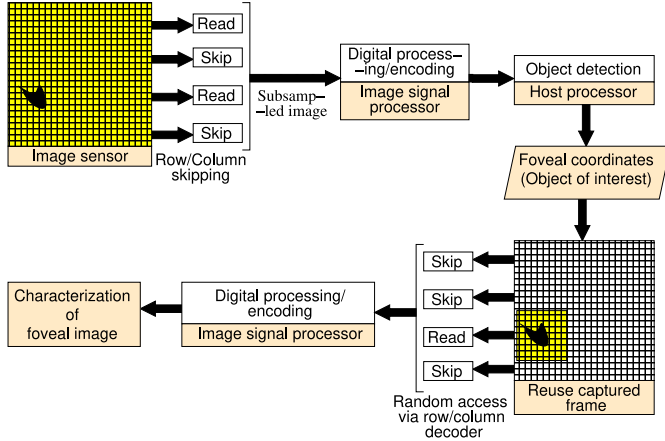 Image sensor
Read
Skip
Read
Skip
Row/Column
skipping
Subsamp-
-led image
Digital process-
-ing/encoding
Image signal
processor
Object detection
Host processor
Foveal coordinates
(Object of interest)
Reuse captured
frame
Skip
Skip
Read
Skip
Random access
via row/column
decoder
Digital processing/
encoding
Image signal processor
Characterization
of
foveal image